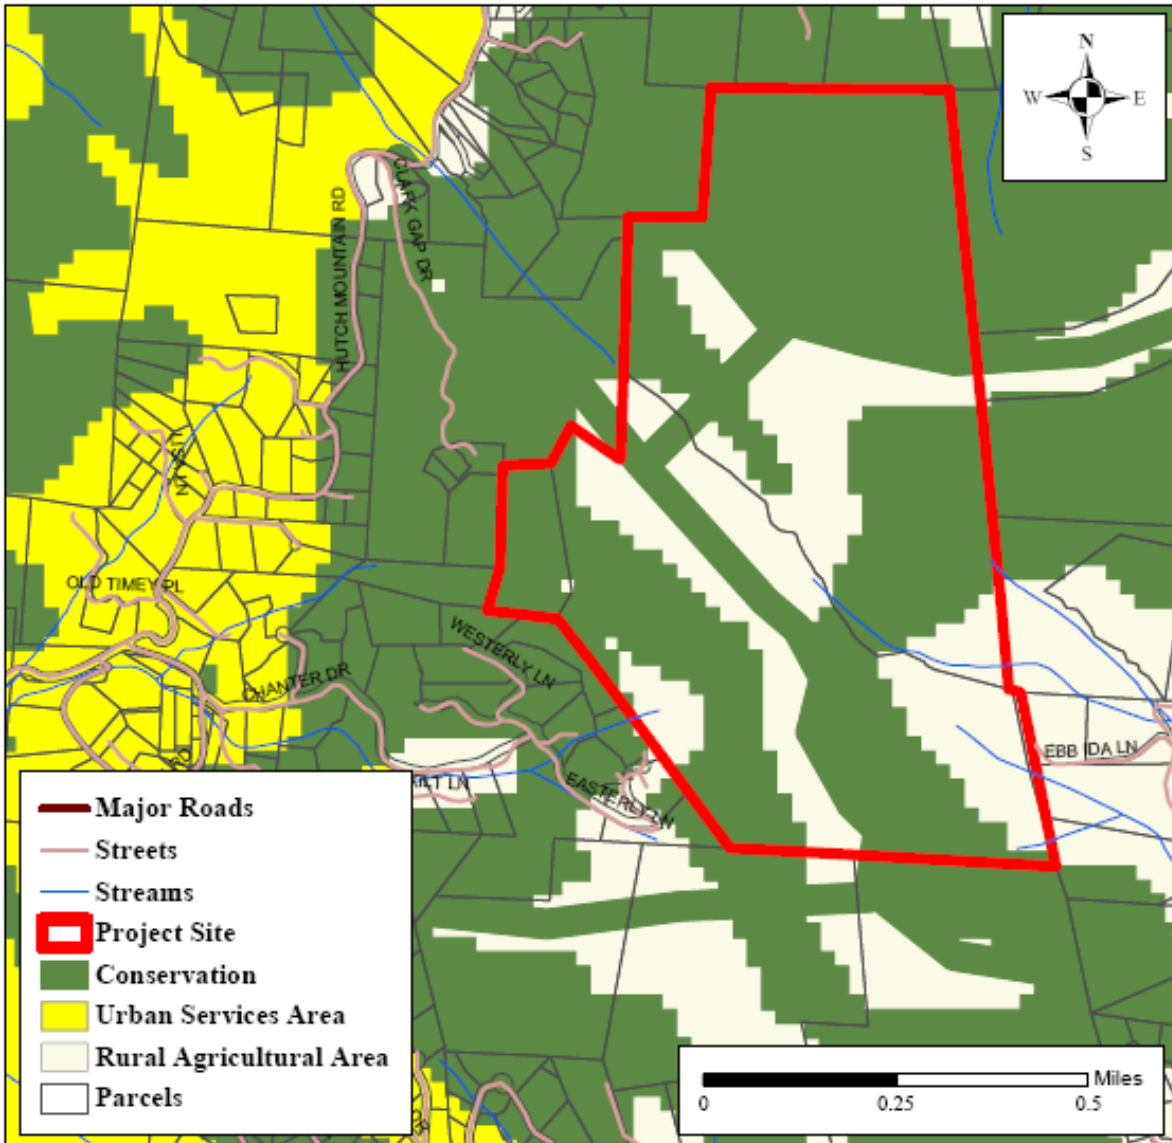 N
W E
S
CLARK GAP DR
HUTCH MOUNTAIN RD
OLD TIMEY PL
WESTERLY LN
CHANTER DR
RD
LN
EASTERLY LN
EBB IDA LN
Major Roads
Streets
Streams
Project Site
Conservation
Urban Services Area
Rural Agricultural Area
Parcels
Miles
0 0.25 0.5